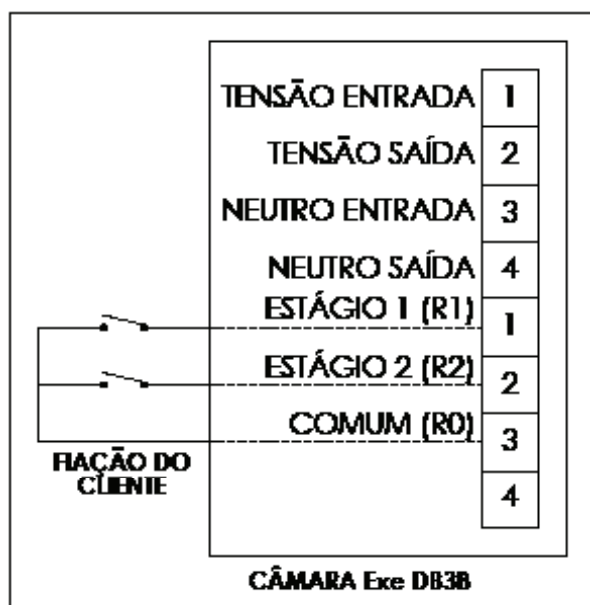 TENSÃO ENTRADA 1
TENSÃO SAÍDA 2
NEUTRO ENTRADA 3
NEUTRO SAÍDA 4
ESTÁGIO 1 (R1) 1
ESTÁGIO 2 (R2) 2
COMUM (R0) 3
4
FIAÇÃO DO
CLIENTE
CÂMARA Exe DB3B